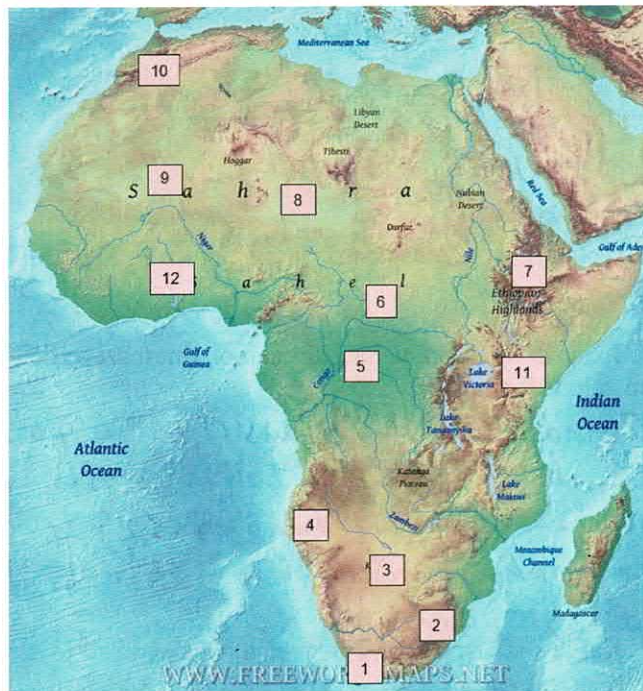 Mediterranean Sea
10
Libyan
Desert
Tibesti
Hoggar
9
S a h r a
8
Nubian
Desert
Red Sea
Darfur
Niger
Nile
Gulf of Aden
7
12
a h e l
6
Ethiopian
Highlands
Gulf of
Guinea
5
Congo
11
Lake
Victoria
Indian
Ocean
Lake
Tanganyika
Atlantic
Ocean
Katanga
Plateau
Lake
Malawi
4
Zambezi
3
Mozambique
Channel
Madagascar
2
1
WWW.FREEWORLDMAPS.NET